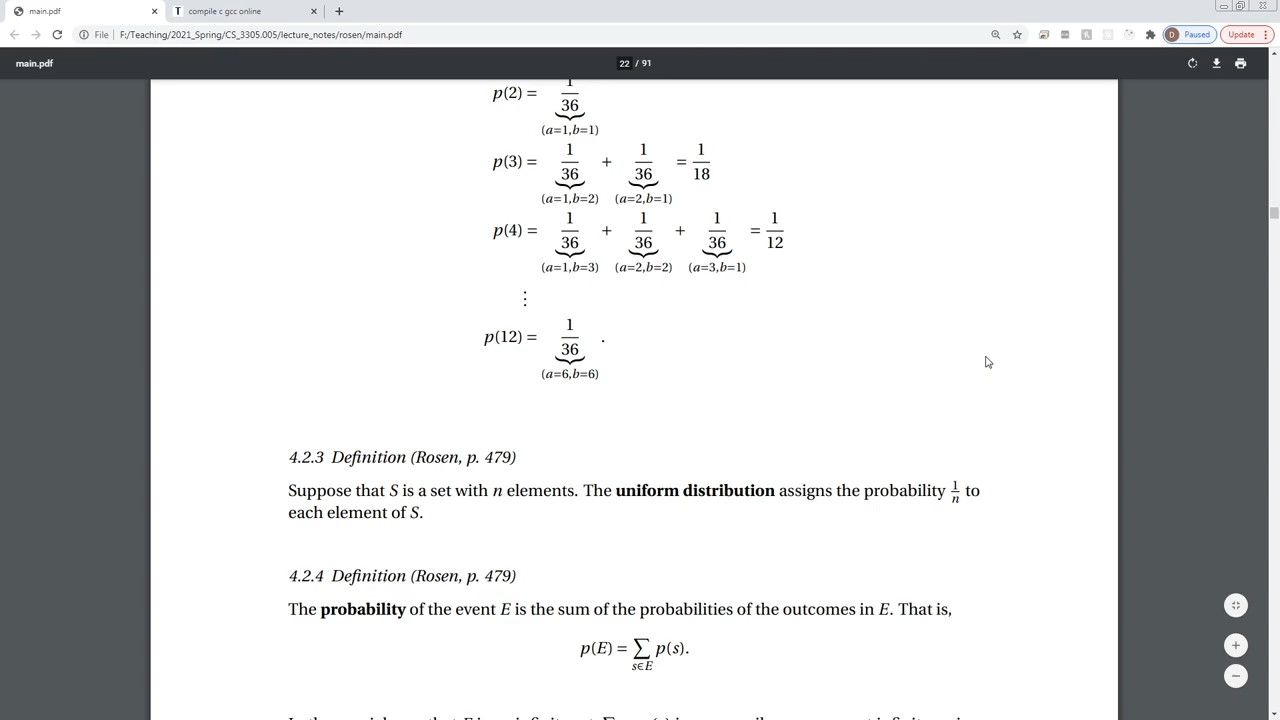 main.pdf
compile c gcc online
File F:/Teaching/2021_Spring/CS_3305.005/lecture_notes/rosen/main.pdf
D Paused
Update
main.pdf
22 / 91
p(2) = 1/36 (a=1,b=1)
p(3) = 1/36 (a=1,b=2) + 1/36 (a=2,b=1) = 1/18
p(4) = 1/36 (a=1,b=3) + 1/36 (a=2,b=2) + 1/36 (a=3,b=1) = 1/12
⋮
p(12) = 1/36 (a=6,b=6) .
4.2.3 Definition (Rosen, p. 479)
Suppose that S is a set with n elements. The uniform distribution assigns the probability 1/n to
each element of S.
4.2.4 Definition (Rosen, p. 479)
The probability of the event E is the sum of the probabilities of the outcomes in E. That is,
p(E) = ∑ s∈E p(s).